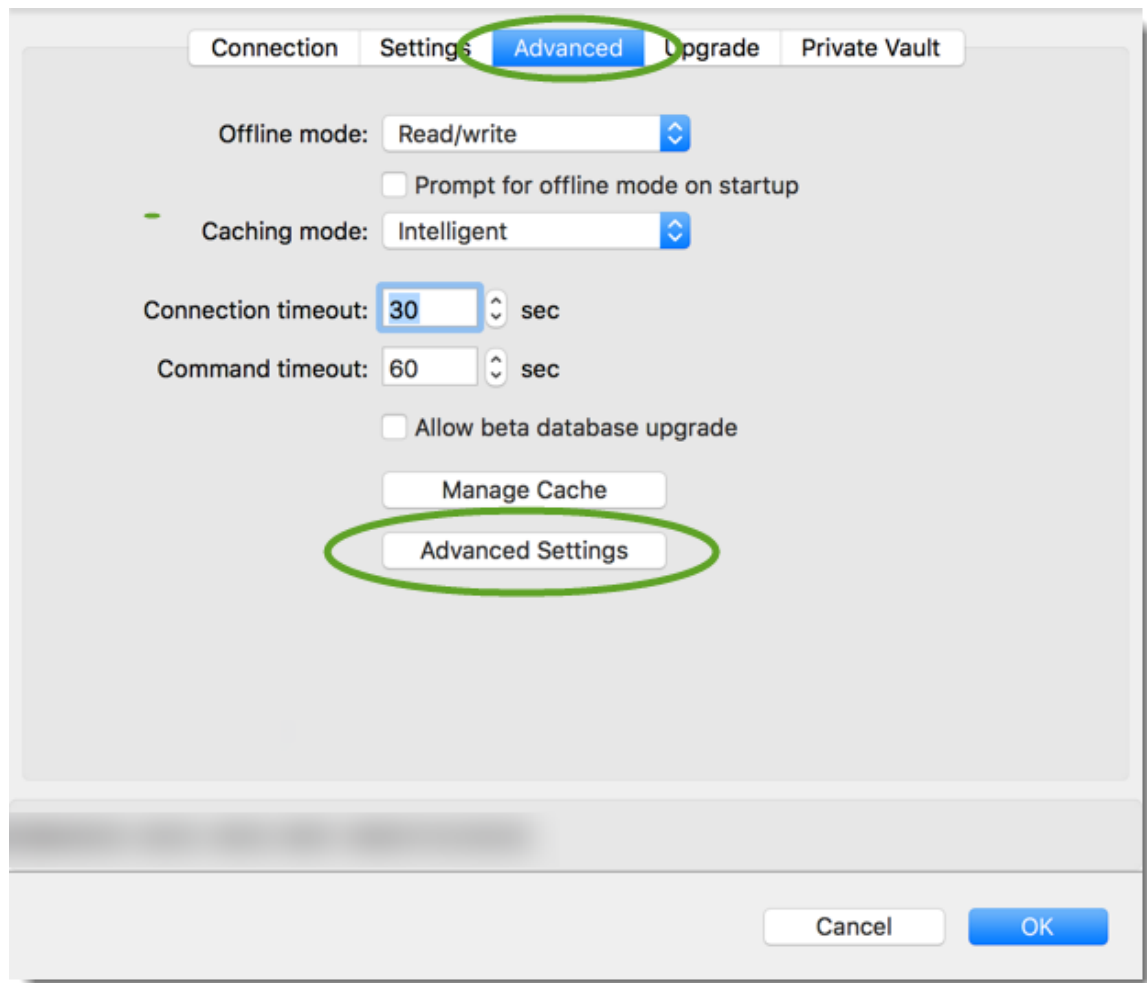 Connection Settings Advanced Upgrade Private Vault
Offline mode: Read/write
Prompt for offline mode on startup
Caching mode: Intelligent
Connection timeout: 30 sec
Command timeout: 60 sec
Allow beta database upgrade
Manage Cache
Advanced Settings
Cancel OK